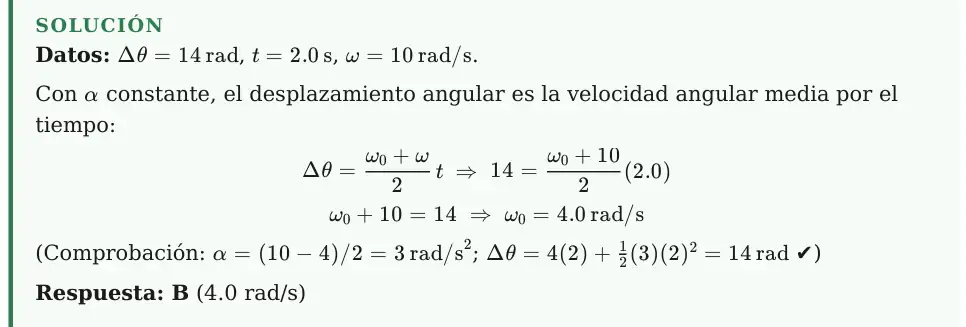 SOLUCIÓN
Datos: Δθ = 14 rad, t = 2.0 s, ω = 10 rad/s.
Con α constante, el desplazamiento angular es la velocidad angular media por el
tiempo:
Δθ = (ω₀ + ω)/2 t ⇒ 14 = (ω₀ + 10)/2 (2.0)
ω₀ + 10 = 14 ⇒ ω₀ = 4.0 rad/s
(Comprobación: α = (10 − 4)/2 = 3 rad/s²; Δθ = 4(2) + ½(3)(2)² = 14 rad ✔)
Respuesta: B (4.0 rad/s)